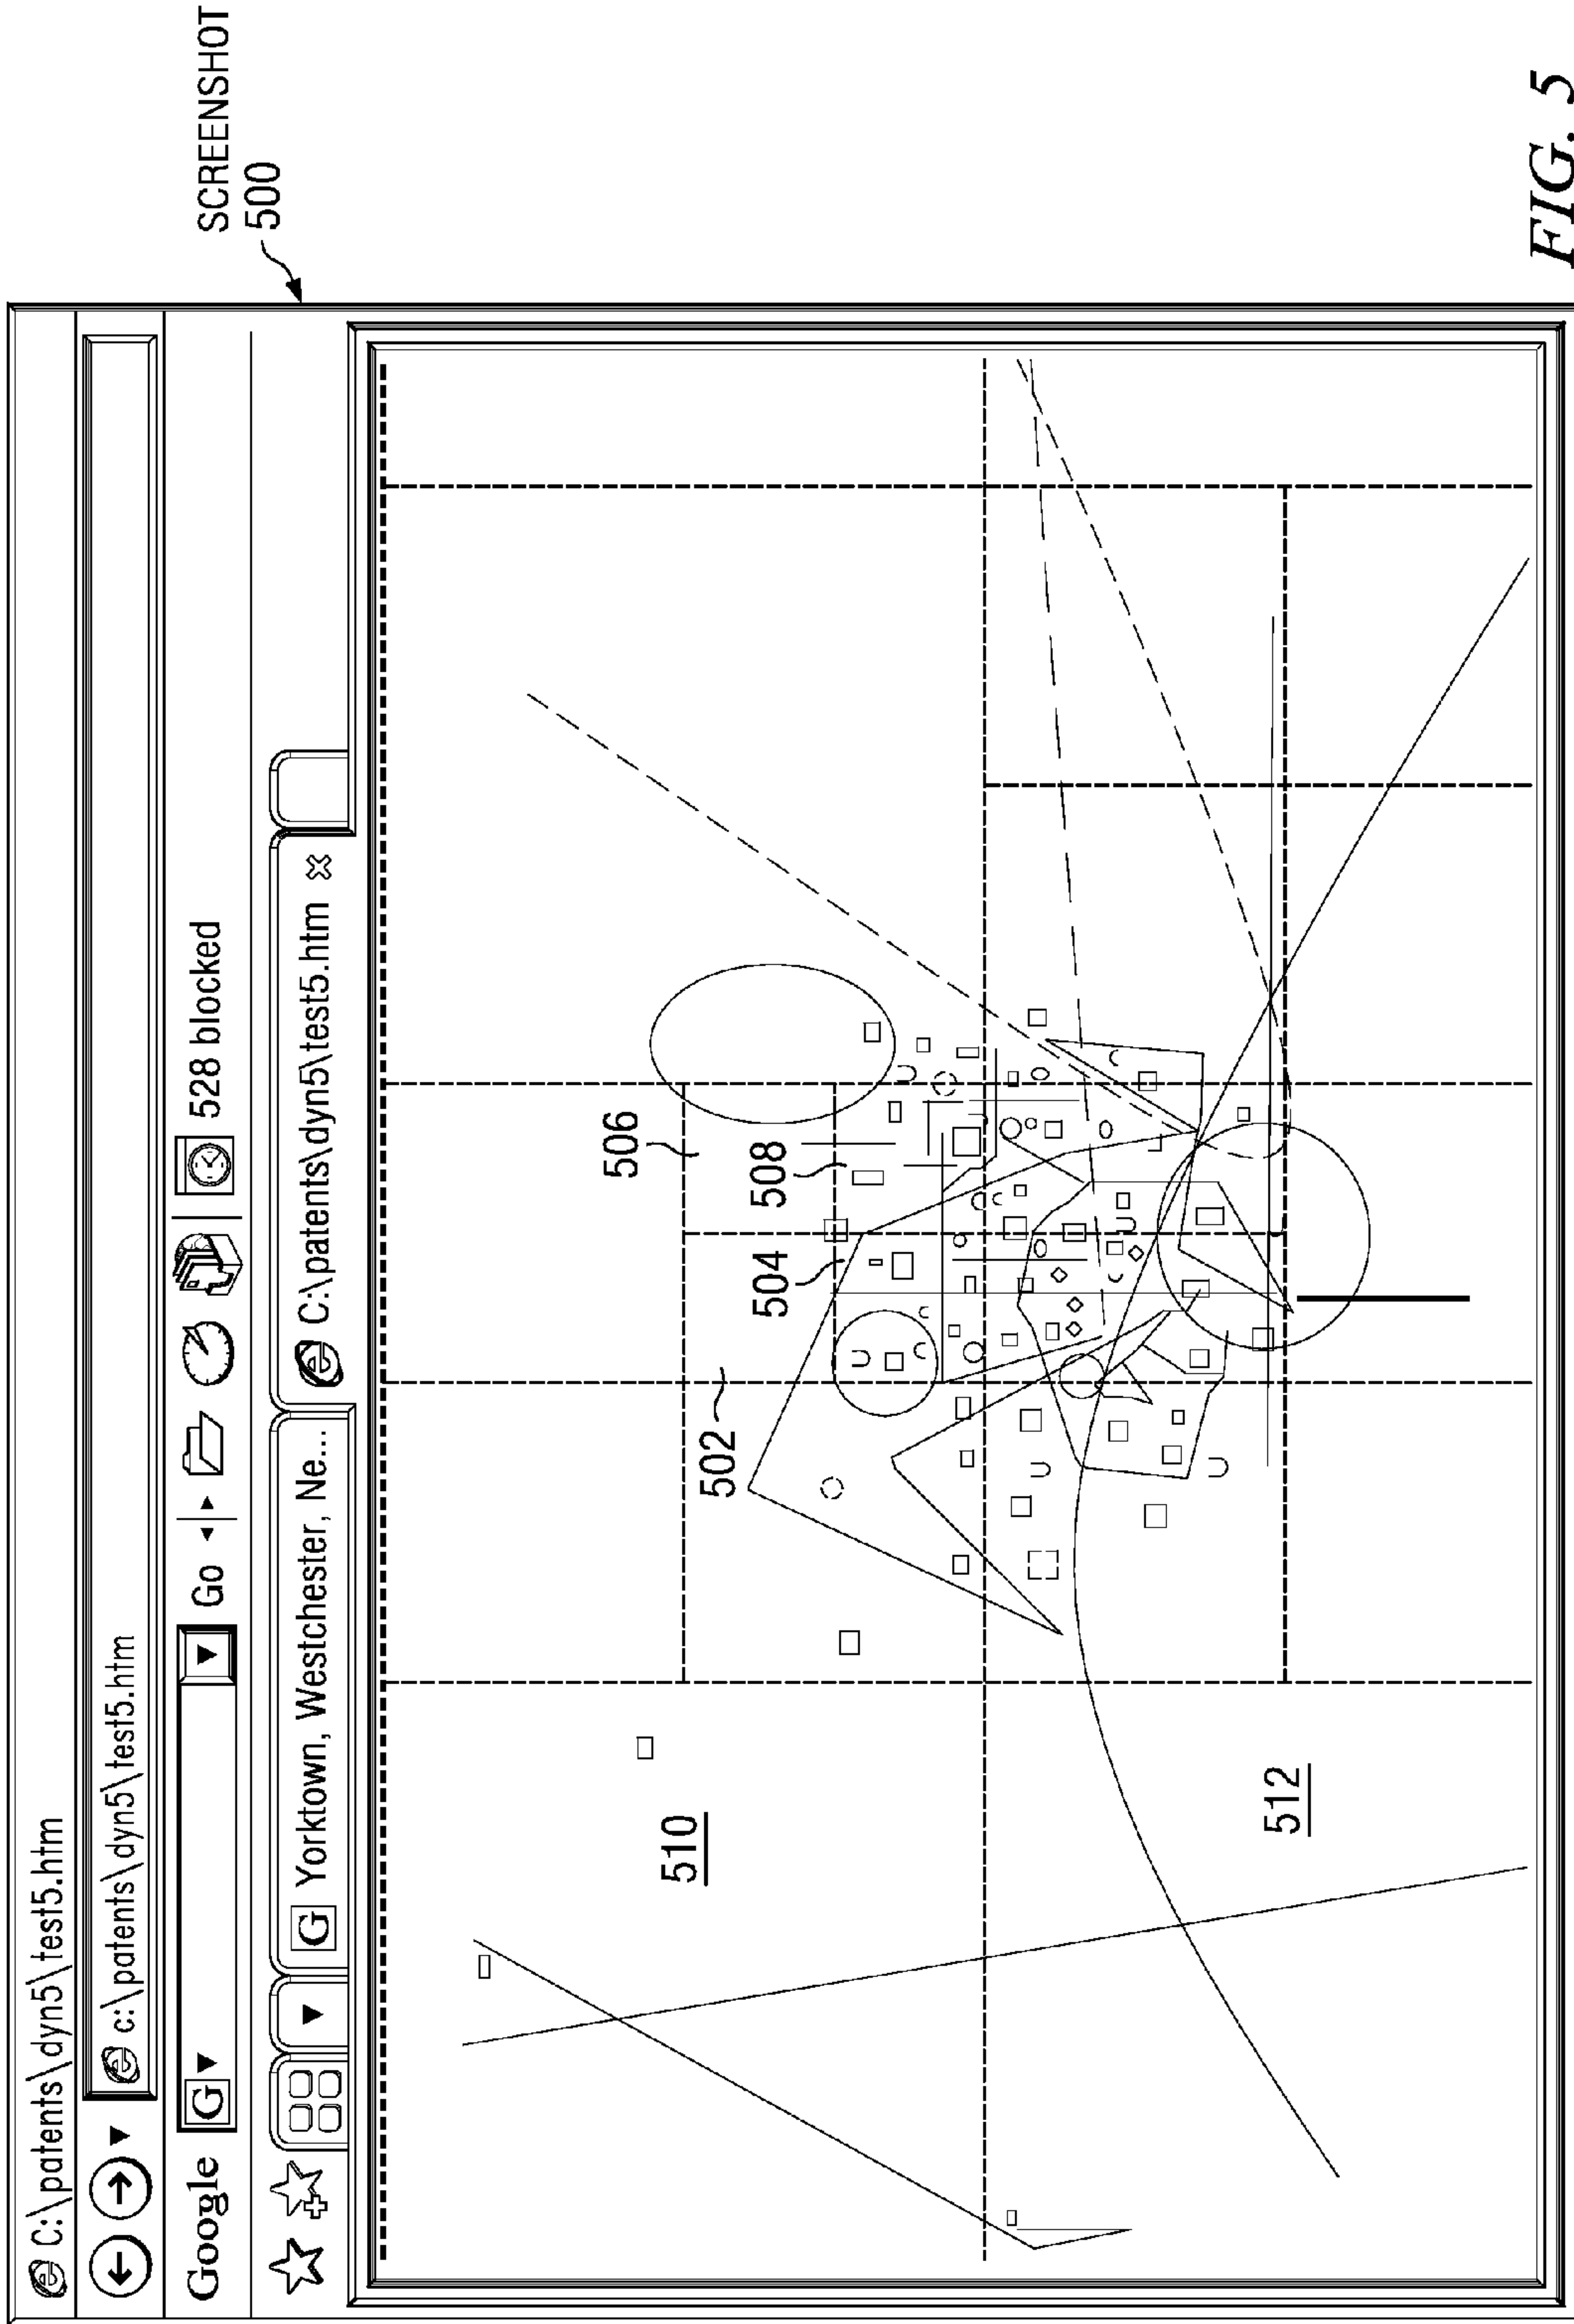 C:\patents\dyn5\test5.htm
c:\patents\dyn5\test5.htm
Google G Go 528 blocked
G Yorktown, Westchester, Ne... C:\patents\dyn5\test5.htm
SCREENSHOT
500
506
508
504
502
510
512
FIG. 5